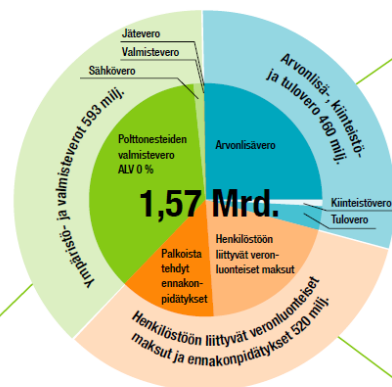 Jätevero
Valmistevero
Sähkövero
Arvonlisä-, kiinteistö-
ja tulovero 460 milj.
Ympäristö- ja valmisteverot 593 milj.
Polttonesteiden
valmistevero
ALV 0 %
Arvonlisävero
1,57 Mrd.
Kiinteistövero
Tulovero
Palkoista
tehdyt
ennakon-
pidätykset
Henkilöstöön
liittyvät veron-
luonteiset maksut
Henkilöstöön liittyvät veronluonteiset
maksut ja ennakonpidätykset 520 milj.